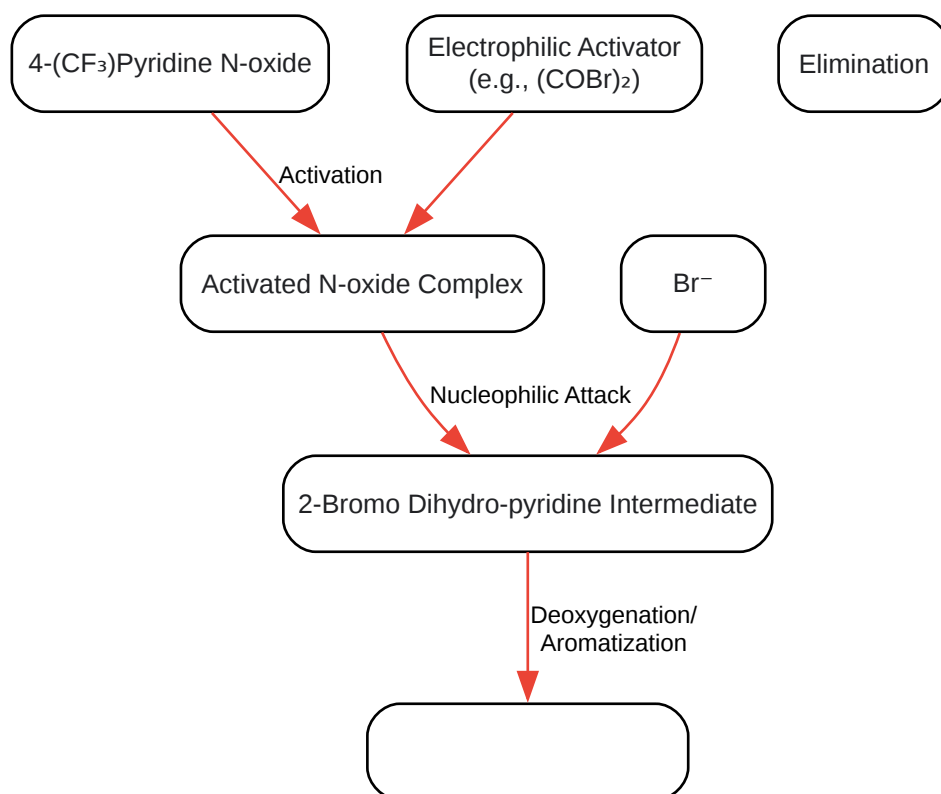 4-(CF₃)Pyridine N-oxide
Electrophilic Activator
(e.g., (COBr)₂)
Elimination
Activation
Activated N-oxide Complex
Br⁻
Nucleophilic Attack
2-Bromo Dihydro-pyridine Intermediate
Deoxygenation/
Aromatization